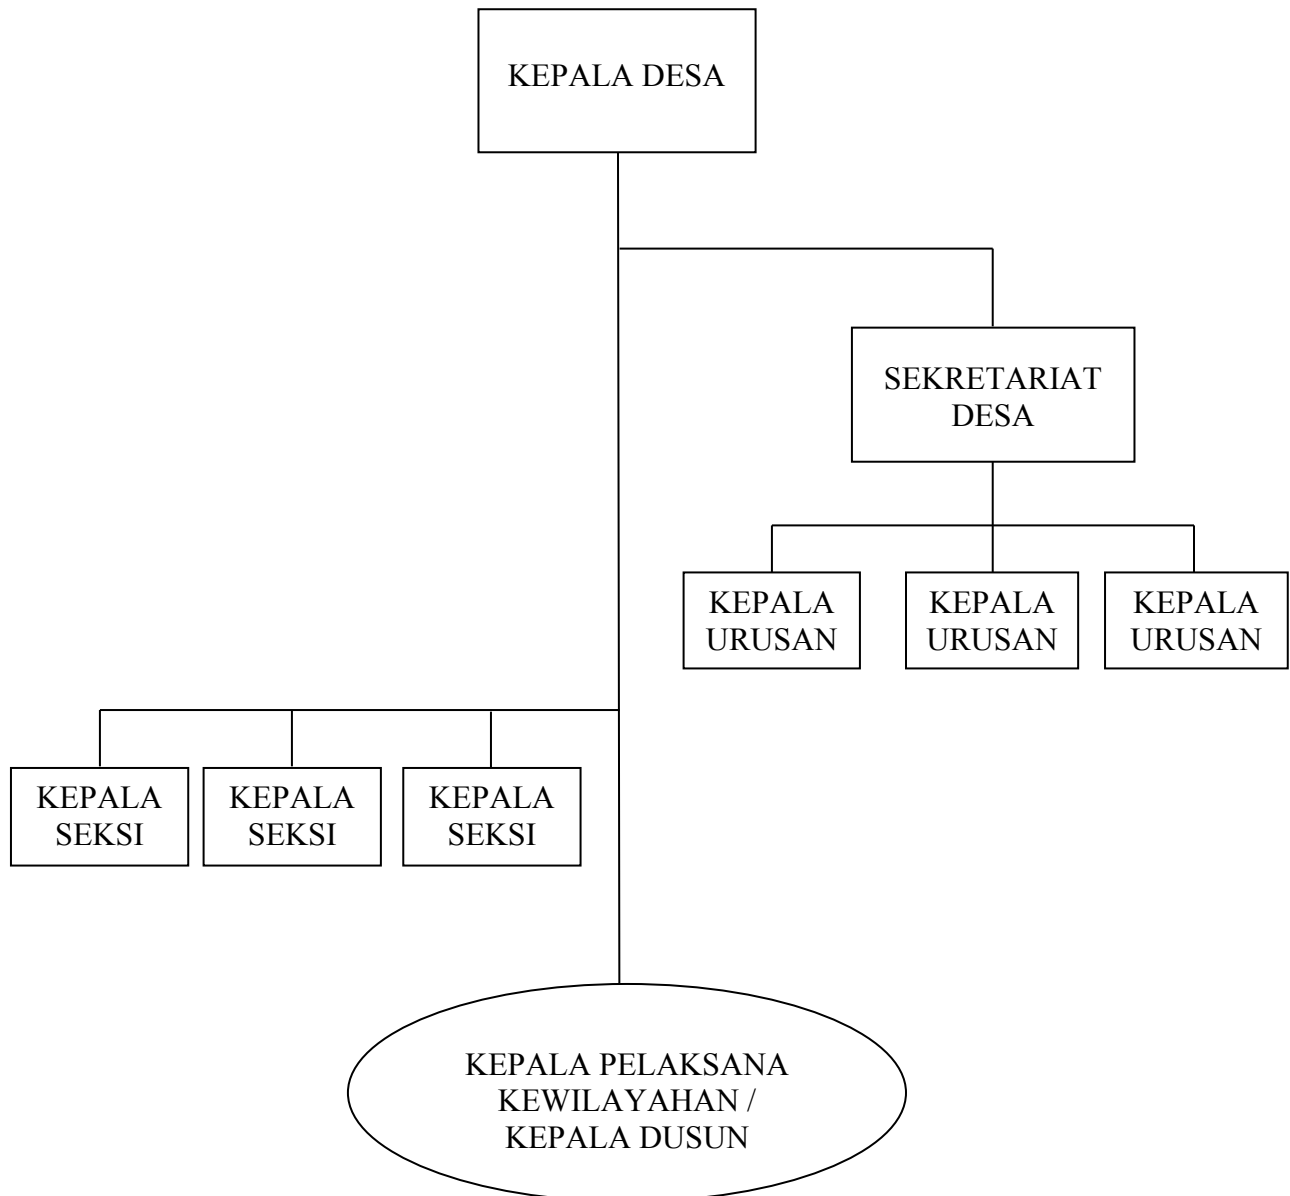 KEPALA DESA
SEKRETARIAT
DESA
KEPALA
URUSAN
KEPALA
URUSAN
KEPALA
URUSAN
KEPALA
SEKSI
KEPALA
SEKSI
KEPALA
SEKSI
KEPALA PELAKSANA
KEWILAYAHAN /
KEPALA DUSUN